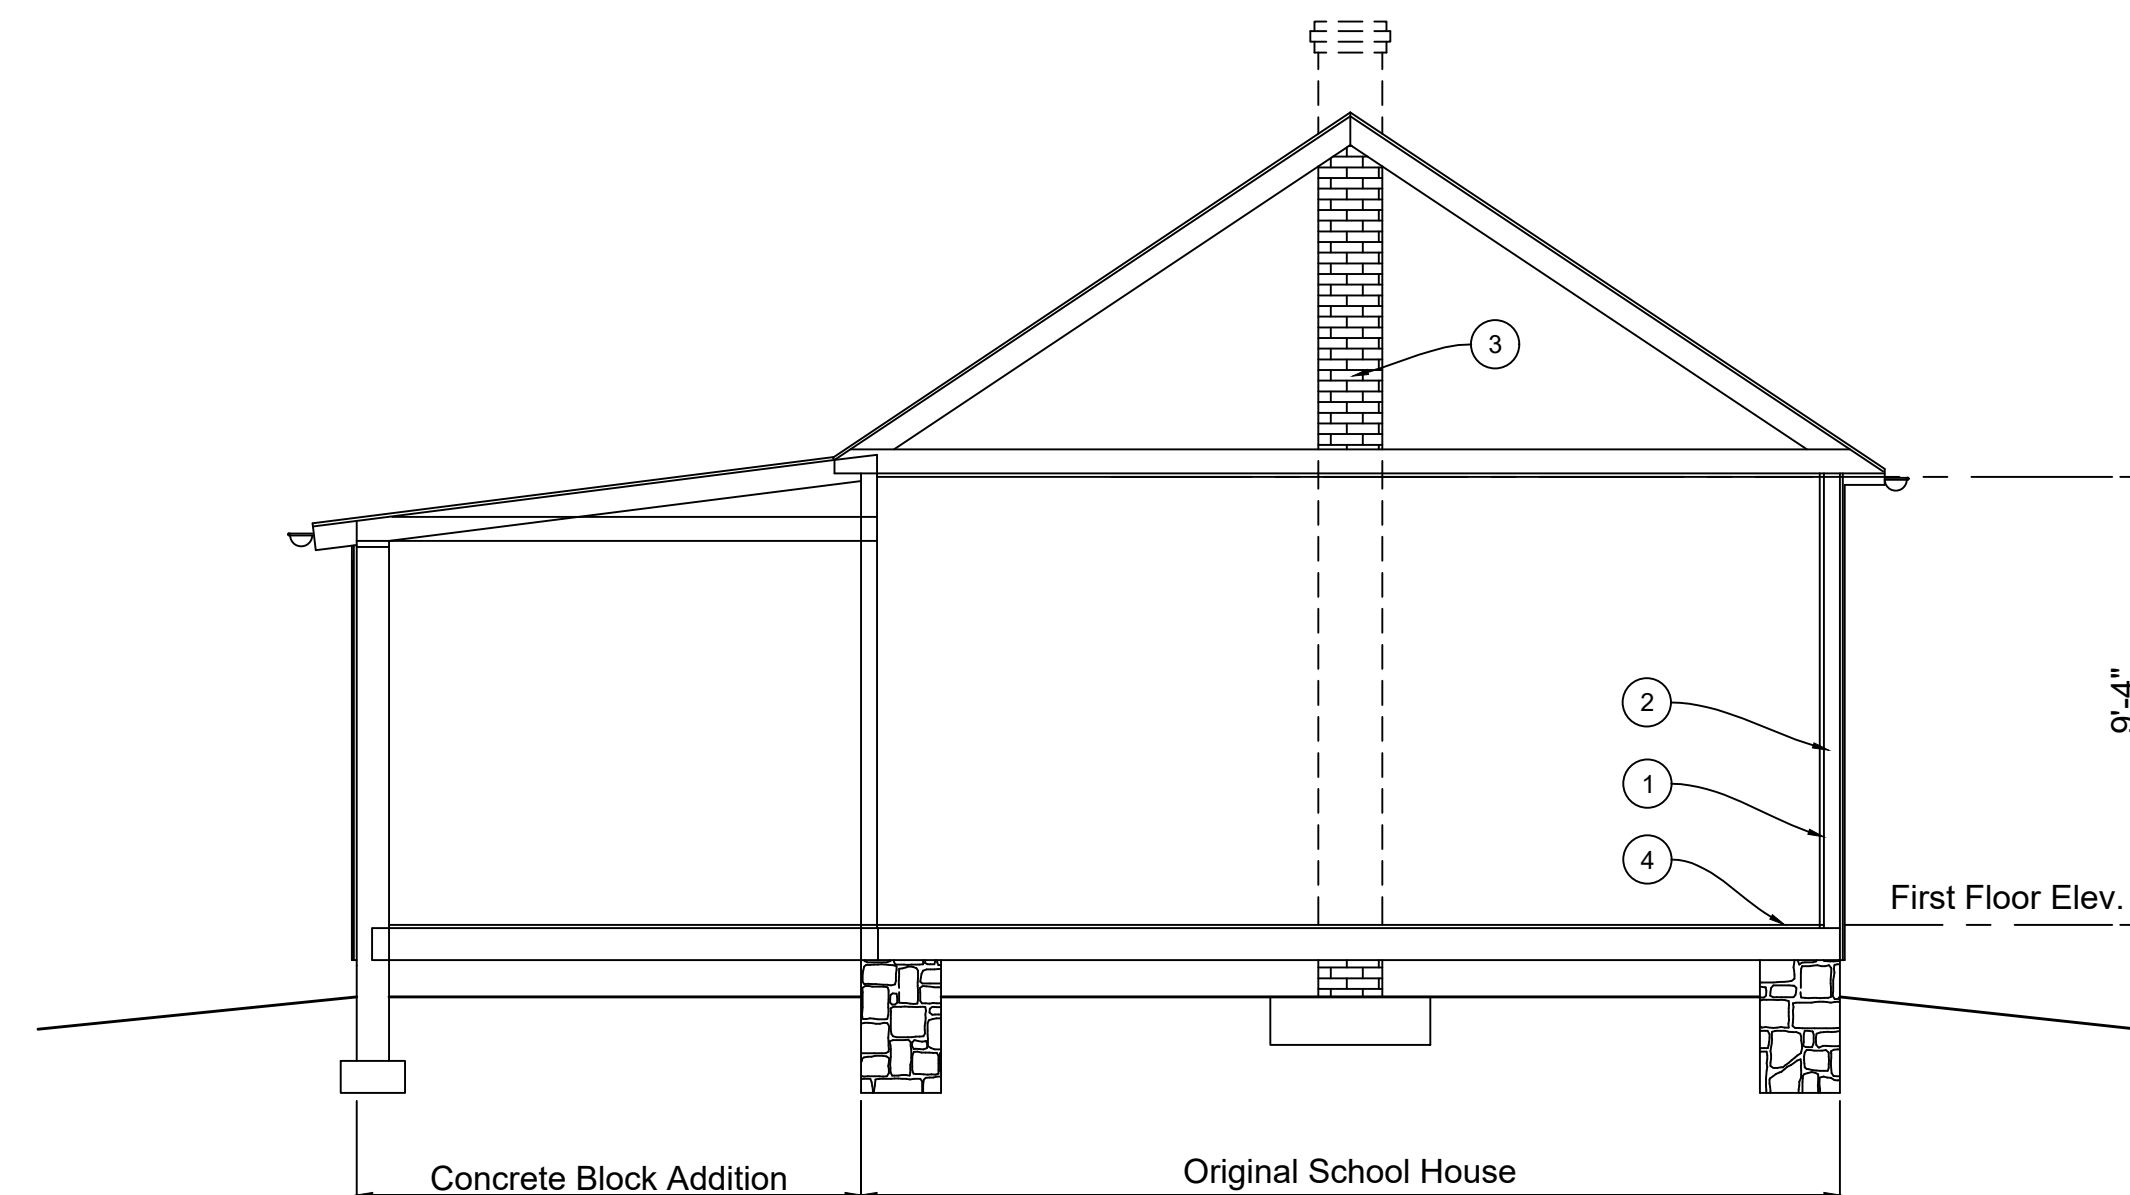 3
2
9'-4"
1
4
First Floor Elev.
Concrete Block Addition
Original School House